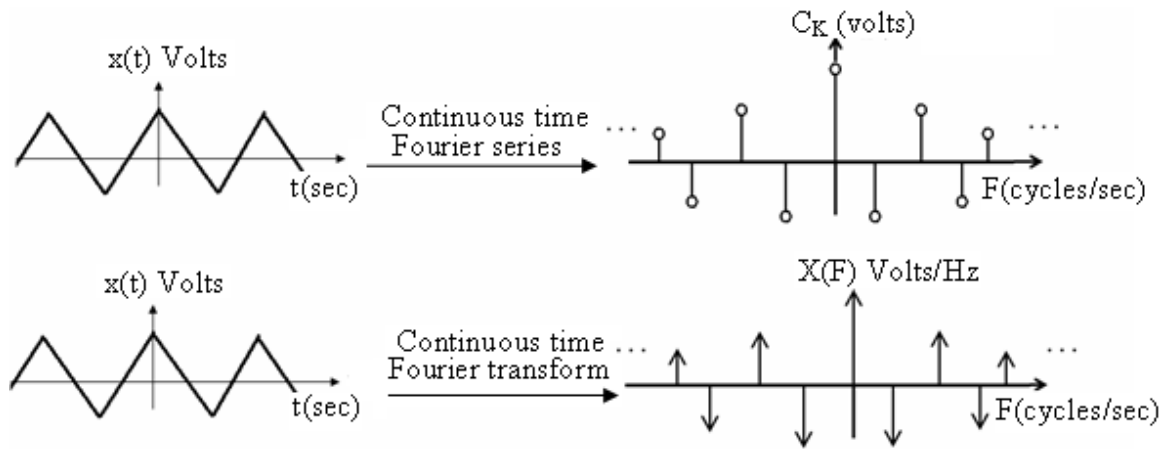 x(t) Volts
t(sec)
Continuous time
Fourier series
C_K (volts)
...
...
F(cycles/sec)
x(t) Volts
t(sec)
Continuous time
Fourier transform
X(F) Volts/Hz
...
...
F(cycles/sec)